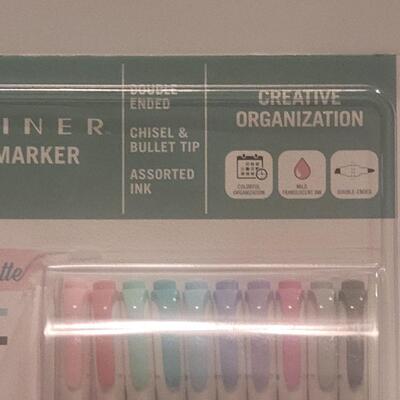 INER
MARKER
DOUBLE
ENDED
CHISEL &
BULLET TIP
ASSORTED
INK
CREATIVE
ORGANIZATION
COLORFUL
ORGANIZATION
MILD,
TRANSLUCENT INK
DOUBLE-ENDED
tte